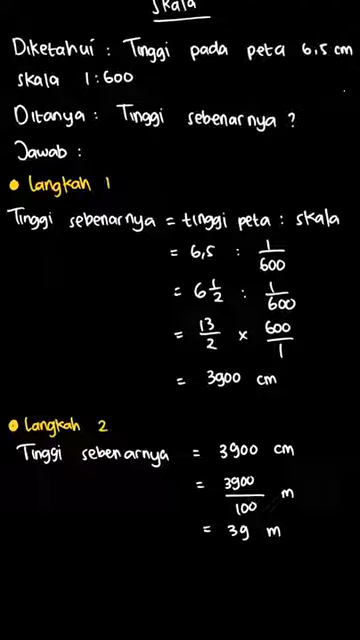 Skala
Diketahui : Tinggi pada peta 6,5 cm
skala 1 : 600
Ditanya : Tinggi sebenarnya ?
Jawab :
• Langkah 1
Tinggi sebenarnya = tinggi peta : skala
= 6,5 : 1/600
= 6 1/2 : 1/600
= 13/2 × 600/1
= 3900 cm
• Langkah 2
Tinggi sebenarnya = 3900 cm
= 3900/100 m
= 39 m